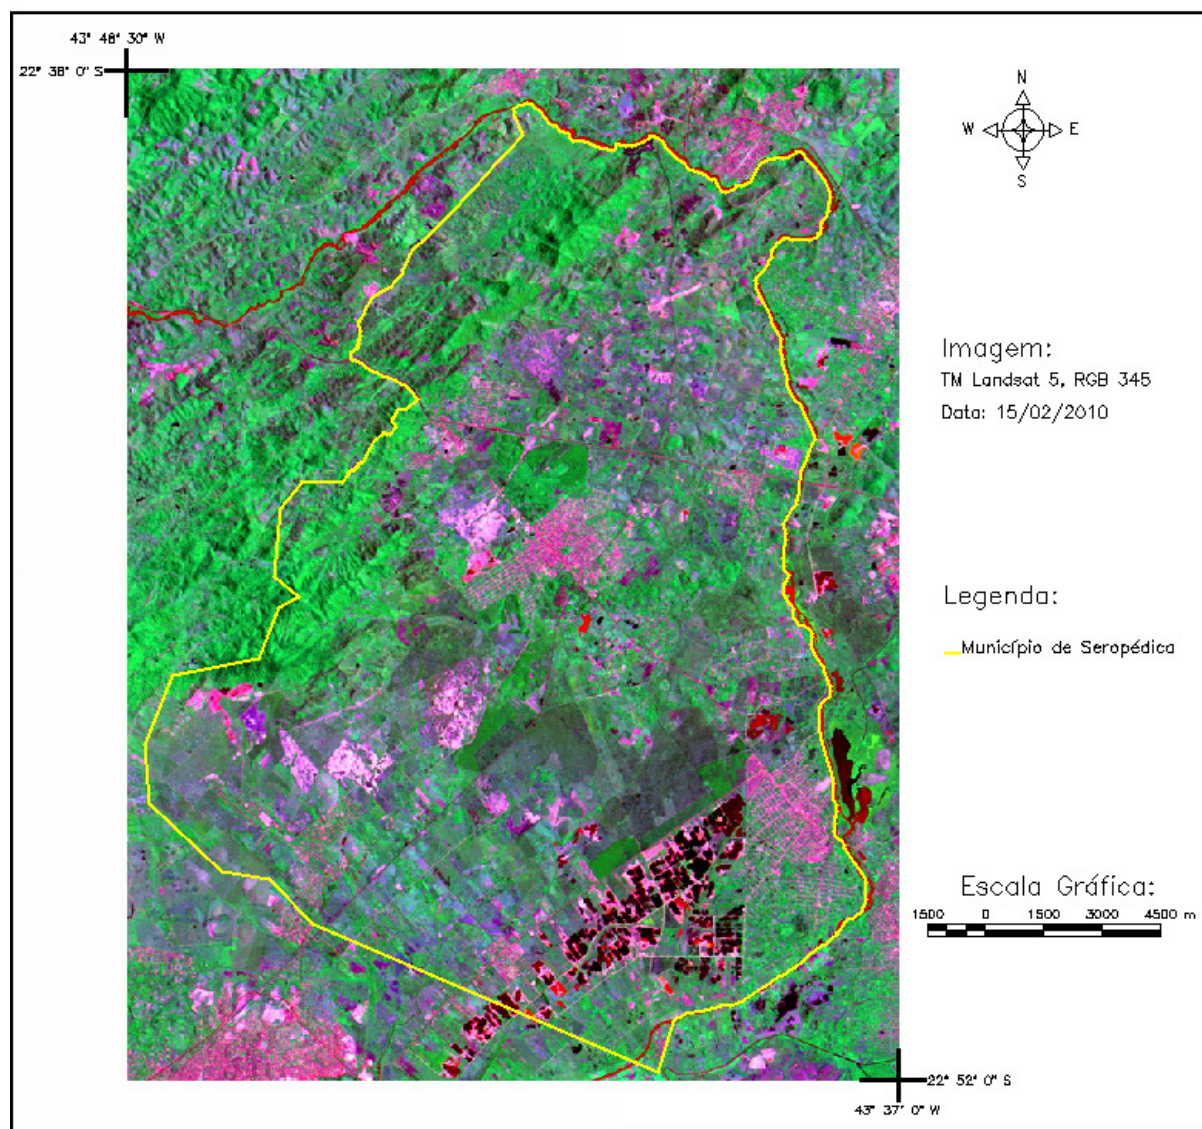 43° 48' 30" W
22° 38' 0" S
N
W
E
S
Imagem:
TM Landsat 5, RGB 345
Data: 15/02/2010
Legenda:
Município de Seropédica
Escala Gráfica:
1500 0 1500 3000 4500 m
22° 52' 0" S
43° 37' 0" W